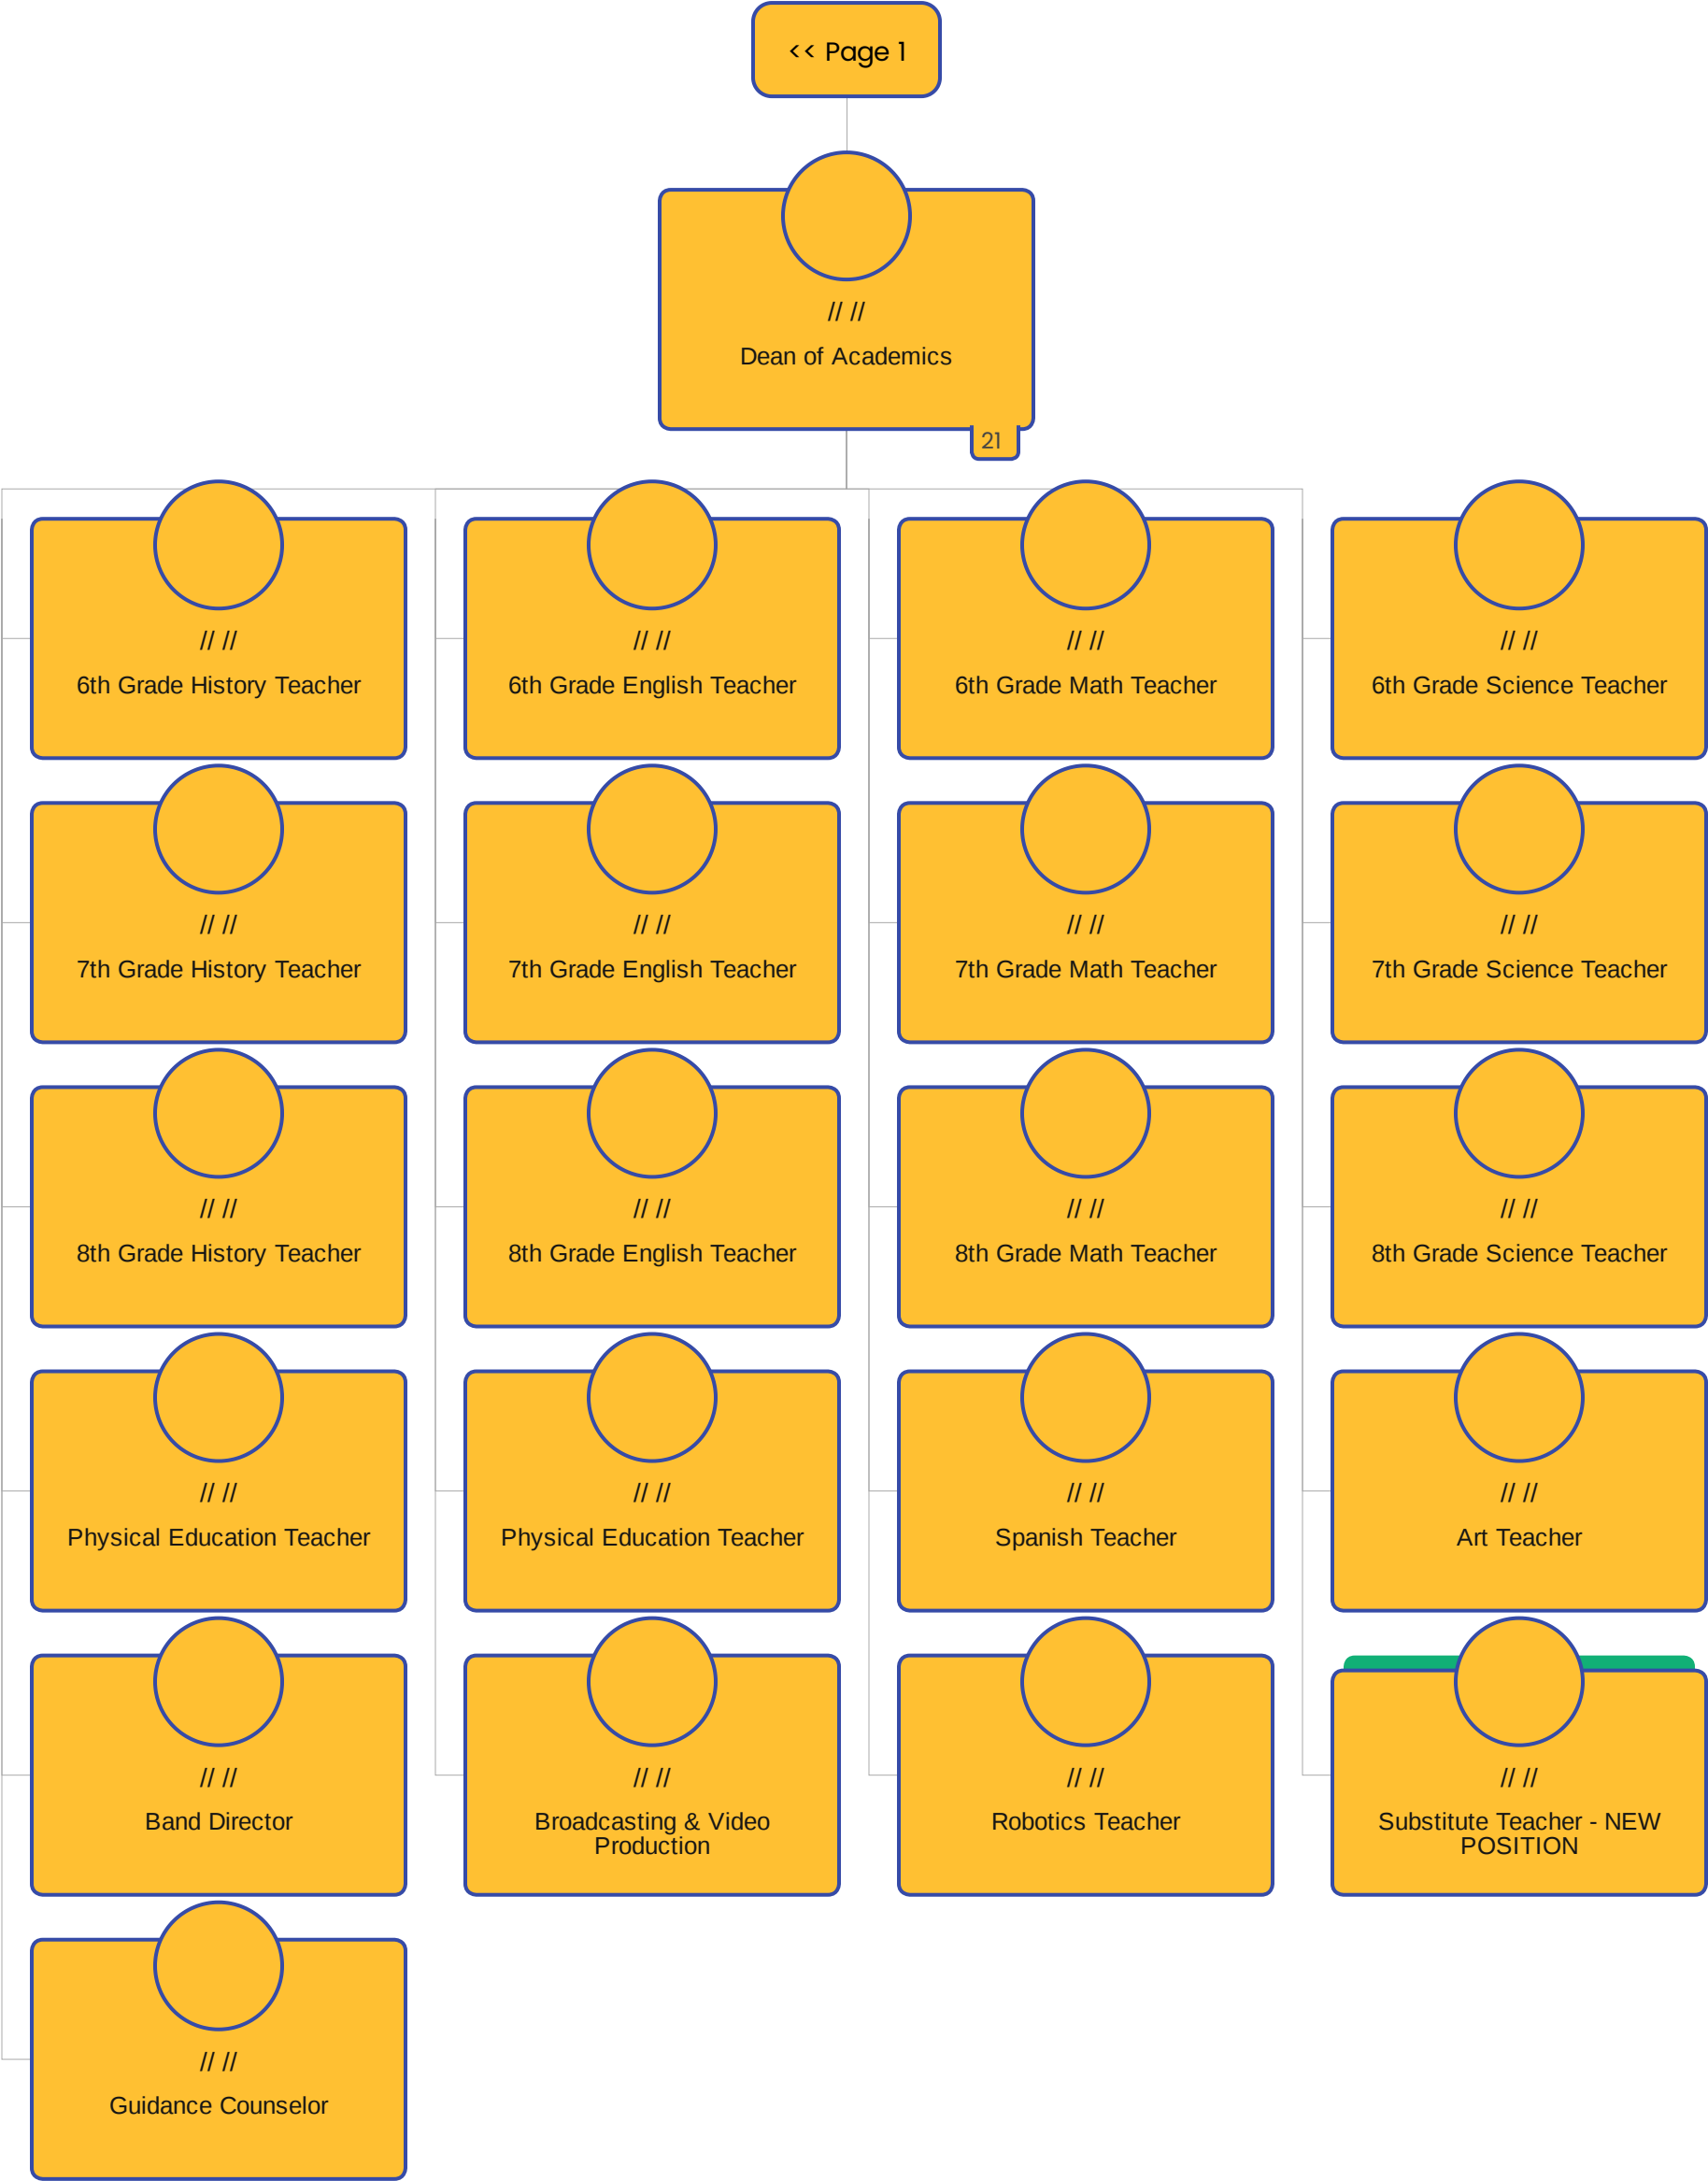 << Page 1
// //
Dean of Academics
21
// //
6th Grade History Teacher
// //
6th Grade English Teacher
// //
6th Grade Math Teacher
// //
6th Grade Science Teacher
// //
7th Grade History Teacher
// //
7th Grade English Teacher
// //
7th Grade Math Teacher
// //
7th Grade Science Teacher
// //
8th Grade History Teacher
// //
8th Grade English Teacher
// //
8th Grade Math Teacher
// //
8th Grade Science Teacher
// //
Physical Education Teacher
// //
Physical Education Teacher
// //
Spanish Teacher
// //
Art Teacher
// //
Band Director
// //
Broadcasting & Video
Production
// //
Robotics Teacher
// //
Substitute Teacher - NEW
POSITION
// //
Guidance Counselor